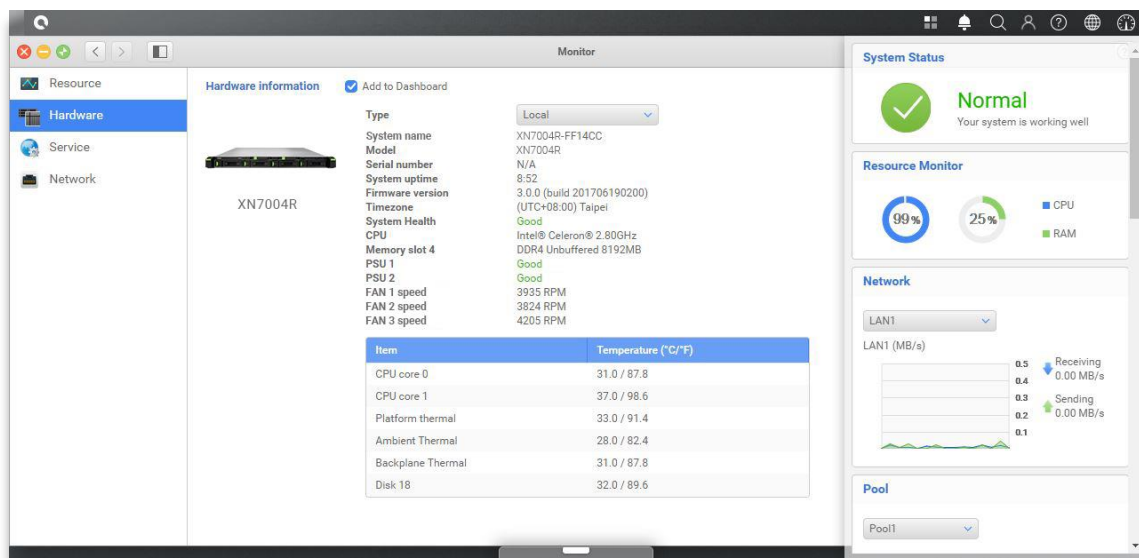 Monitor
Resource
Hardware
Service
Network
Hardware information
Add to Dashboard
XN7004R
Type Local
System name XN7004R-FF14CC
Model XN7004R
Serial number N/A
System uptime 8:52
Firmware version 3.0.0 (build 201706190200)
Timezone (UTC+08:00) Taipei
System Health Good
CPU Intel® Celeron® 2.80GHz
Memory slot 4 DDR4 Unbuffered 8192MB
PSU 1 Good
PSU 2 Good
FAN 1 speed 3935 RPM
FAN 2 speed 3824 RPM
FAN 3 speed 4205 RPM
Item Temperature (°C/°F)
CPU core 0 31.0 / 87.8
CPU core 1 37.0 / 98.6
Platform thermal 33.0 / 91.4
Ambient Thermal 28.0 / 82.4
Backplane Thermal 31.0 / 87.8
Disk 18 32.0 / 89.6
System Status
Normal
Your system is working well
Resource Monitor
99%
25%
CPU
RAM
Network
LAN1
LAN1 (MB/s)
0.5
0.4
0.3
0.2
0.1
Receiving
0.00 MB/s
Sending
0.00 MB/s
Pool
Pool1